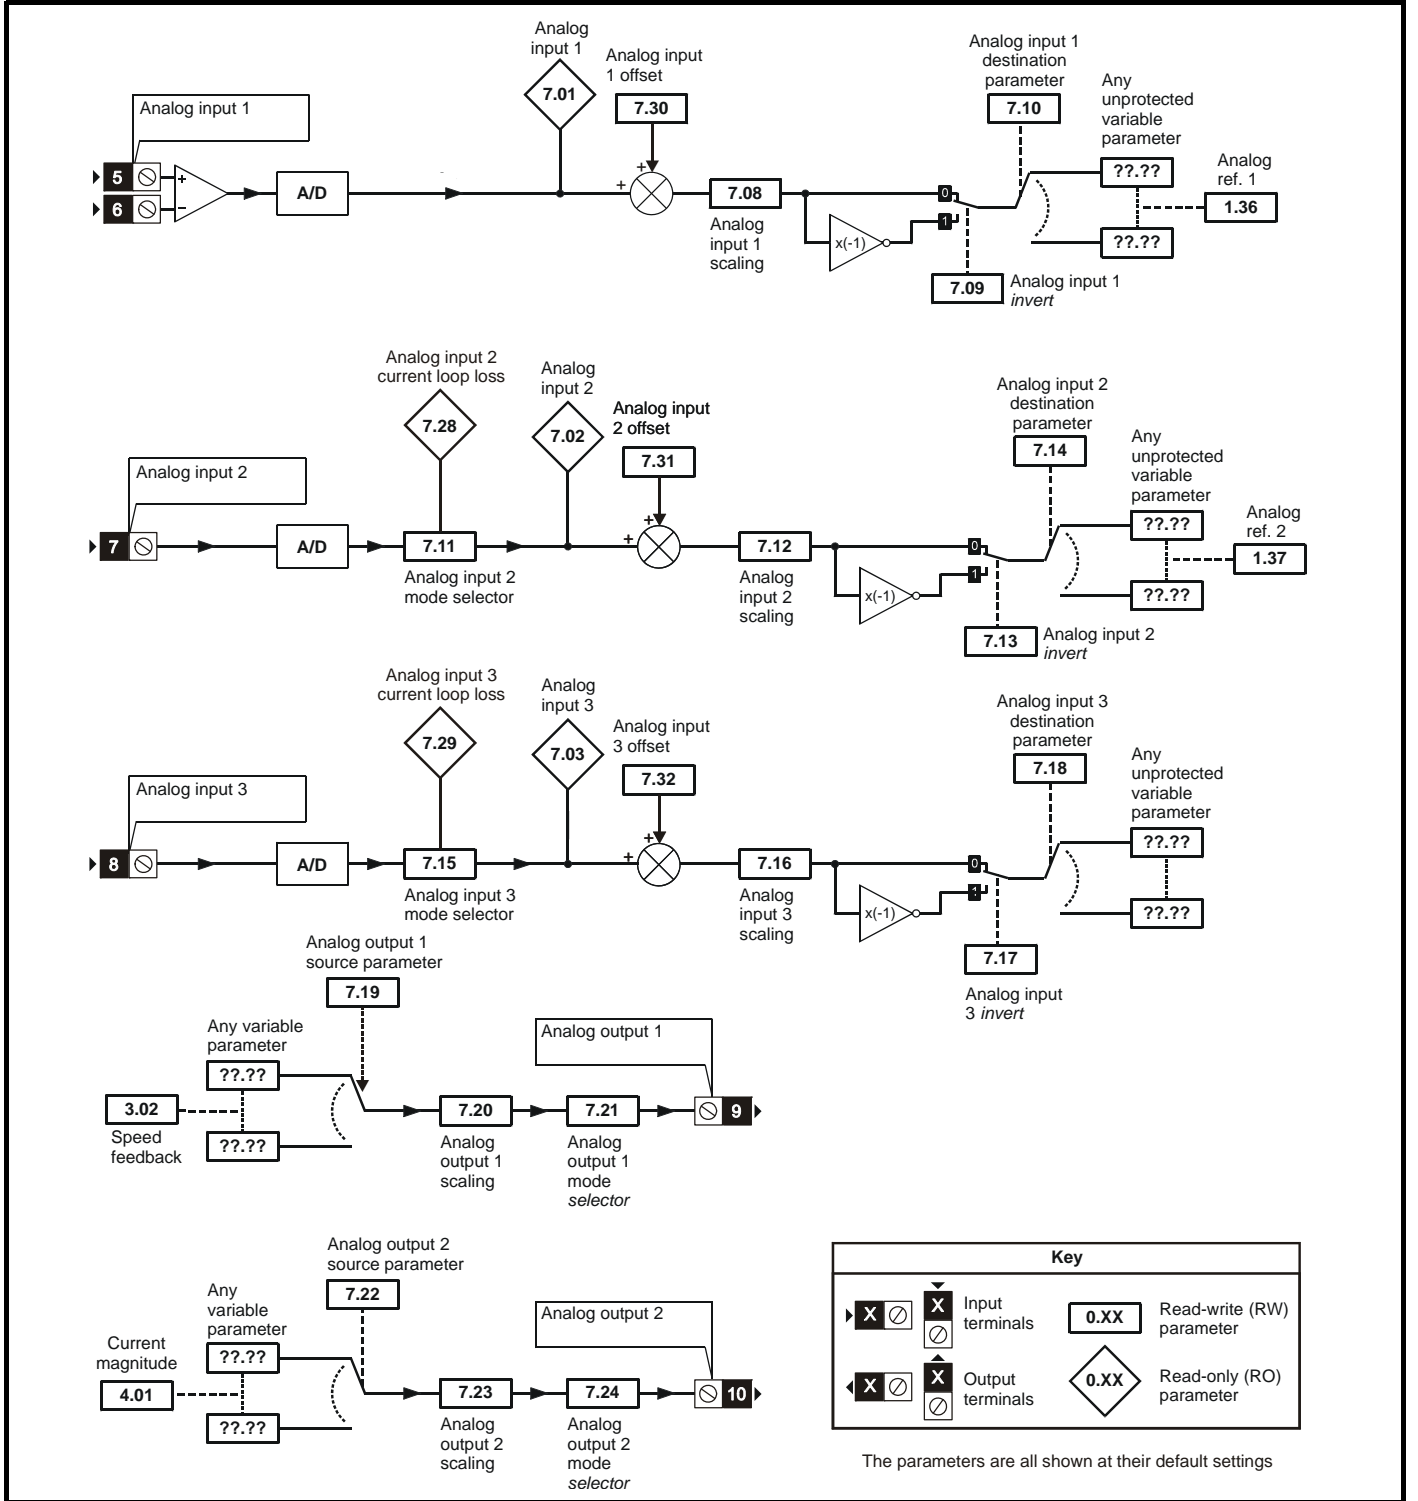 Analog
input 1
Analog input
1 offset
Analog input 1
destination
parameter
Any
unprotected
variable
parameter
Analog
ref. 1
Analog input 1
7.01
7.30
7.10
5
+
6
−
A/D
+
+
7.08
Analog
input 1
scaling
x(-1)
0
1
7.09
Analog input 1
invert
??.??
??.??
1.36
Analog input 2
current loop loss
Analog
input 2
Analog input
2 offset
Analog input 2
destination
parameter
Any
unprotected
variable
parameter
Analog
ref. 2
Analog input 2
7.28
7.02
7.31
7.14
7
A/D
7.11
Analog input 2
mode selector
+
+
7.12
Analog
input 2
scaling
x(-1)
0
1
7.13
Analog input 2
invert
??.??
??.??
1.37
Analog input 3
current loop loss
Analog
input 3
Analog input
3 offset
Analog input 3
destination
parameter
Any
unprotected
variable
parameter
Analog input 3
7.29
7.03
7.32
7.18
8
A/D
7.15
Analog input 3
mode selector
+
+
7.16
Analog
input 3
scaling
x(-1)
0
1
7.17
Analog input
3 invert
??.??
??.??
Analog output 1
source parameter
7.19
Any variable
parameter
??.??
??.??
3.02
Speed
feedback
7.20
Analog
output 1
scaling
7.21
Analog
output 1
mode
selector
Analog output 1
9
Analog output 2
source parameter
7.22
Any
variable
parameter
??.??
??.??
Current
magnitude
4.01
7.23
Analog
output 2
scaling
7.24
Analog
output 2
mode
selector
Analog output 2
10
Key
X
X
Input
terminals
0.XX
Read-write (RW)
parameter
X
X
Output
terminals
0.XX
Read-only (RO)
parameter
The parameters are all shown at their default settings